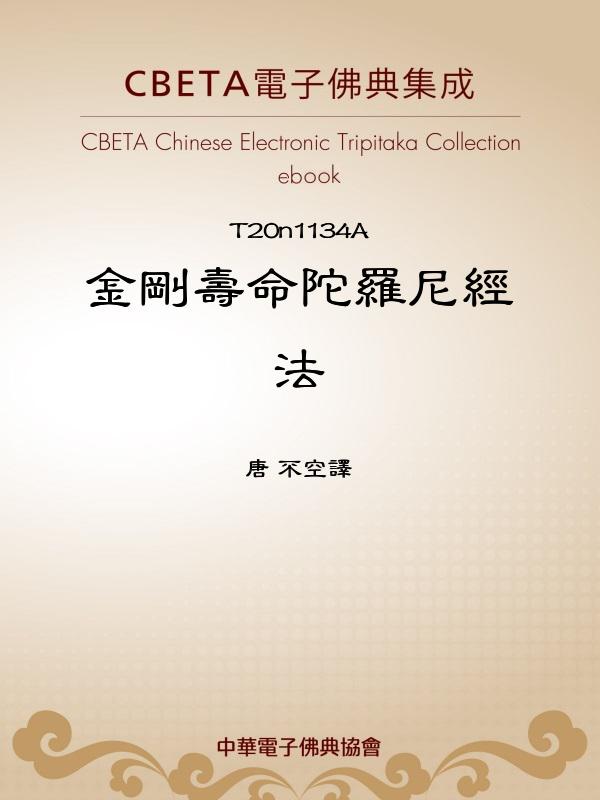 CBETA電子佛典集成
CBETA Chinese Electronic Tripitaka Collection
ebook
T20n1134A
金剛壽命陀羅尼經
法
唐 不空譯
中華電子佛典協會